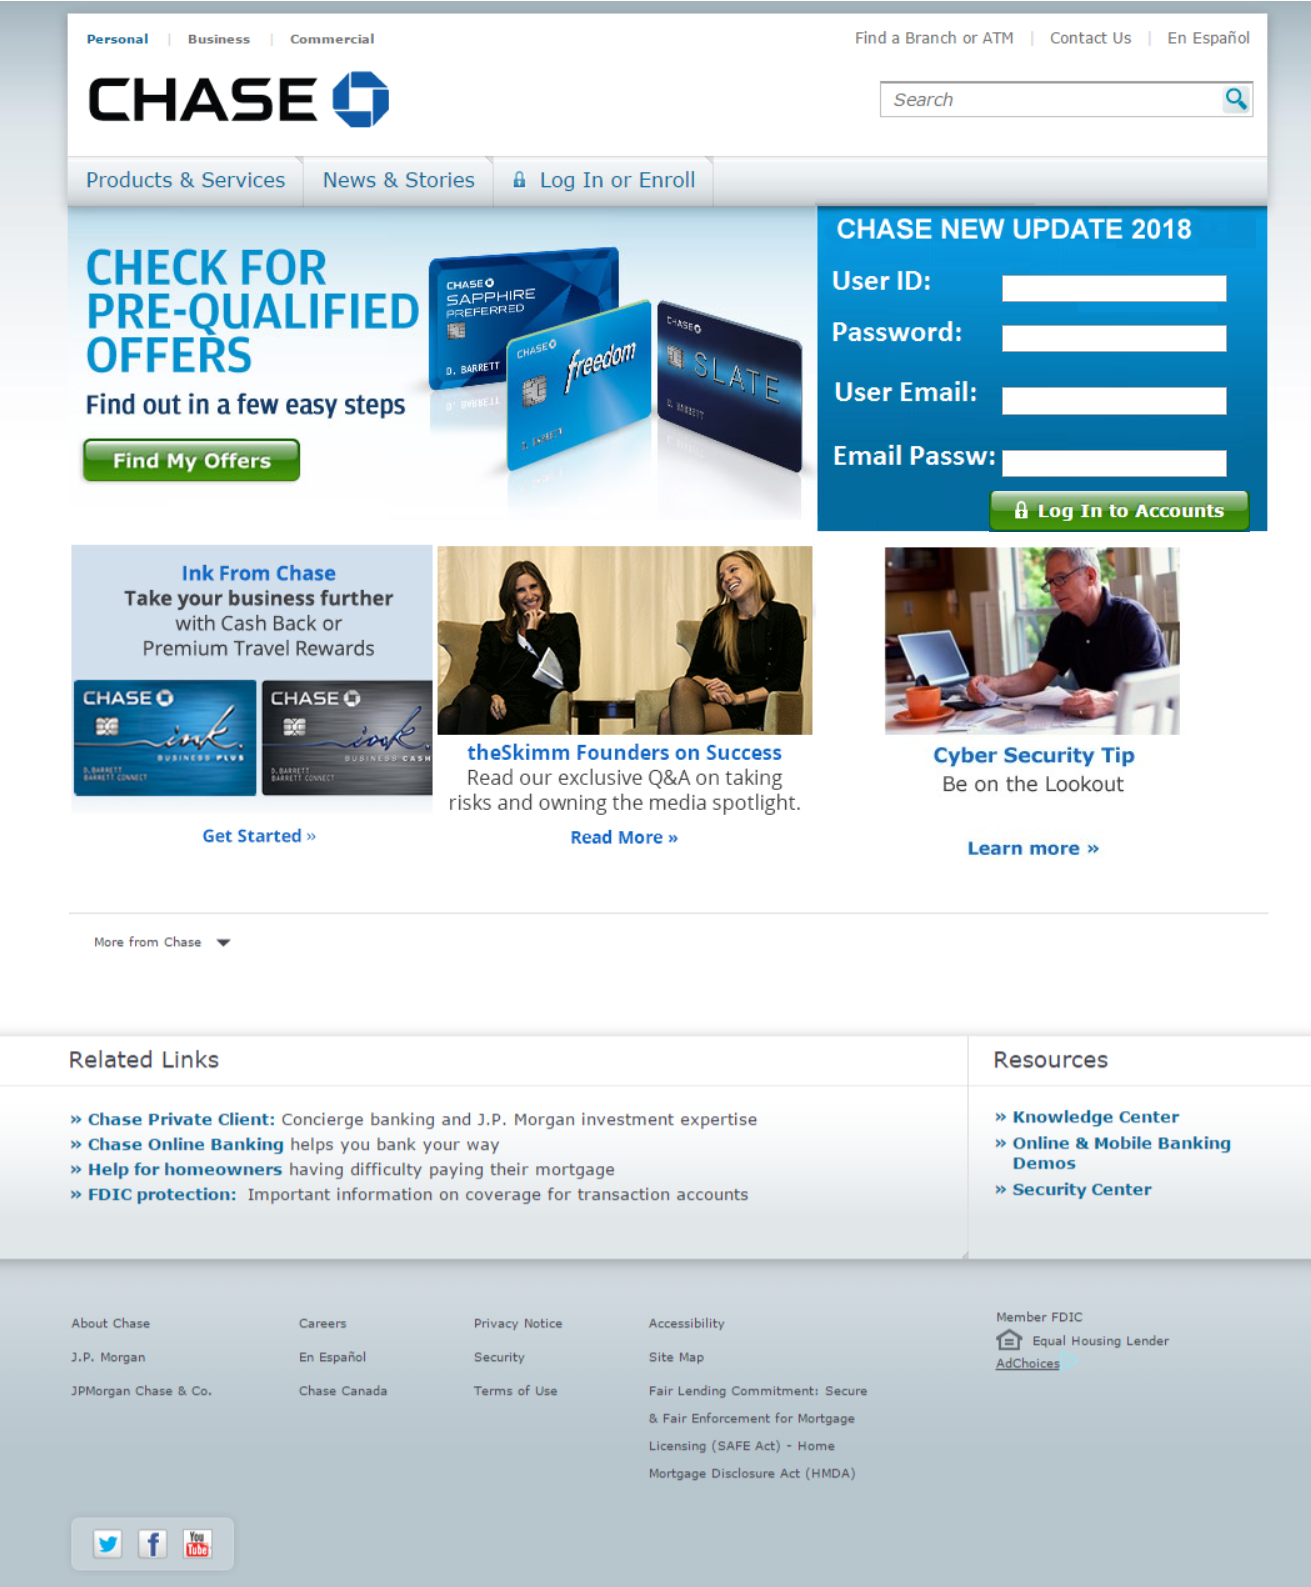 Personal | Business | Commercial
Find a Branch or ATM | Contact Us | En Español
CHASE
Search
Products & Services
News & Stories
Log In or Enroll
CHECK FOR
PRE-QUALIFIED
OFFERS
Find out in a few easy steps
Find My Offers
CHASE
SAPPHIRE
PREFERRED
D. BARRETT
CHASE
freedom
D. BARRETT
CHASE
SLATE
D. BARRETT
CHASE NEW UPDATE 2018
User ID:
Password:
User Email:
Email Passw:
Log In to Accounts
Ink From Chase
Take your business further
with Cash Back or
Premium Travel Rewards
CHASE
ink.
BUSINESS PLUS
D. BARRETT
BARRETT CONNECT
CHASE
ink.
BUSINESS CASH
D. BARRETT
BARRETT CONNECT
Get Started »
theSkimm Founders on Success
Read our exclusive Q&A on taking
risks and owning the media spotlight.
Read More »
Cyber Security Tip
Be on the Lookout
Learn more »
More from Chase
Related Links
» Chase Private Client: Concierge banking and J.P. Morgan investment expertise
» Chase Online Banking helps you bank your way
» Help for homeowners having difficulty paying their mortgage
» FDIC protection: Important information on coverage for transaction accounts
Resources
» Knowledge Center
» Online & Mobile Banking
Demos
» Security Center
About Chase
J.P. Morgan
JPMorgan Chase & Co.
Careers
En Español
Chase Canada
Privacy Notice
Security
Terms of Use
Accessibility
Site Map
Fair Lending Commitment: Secure
& Fair Enforcement for Mortgage
Licensing (SAFE Act) - Home
Mortgage Disclosure Act (HMDA)
Member FDIC
Equal Housing Lender
AdChoices
f
You
Tube